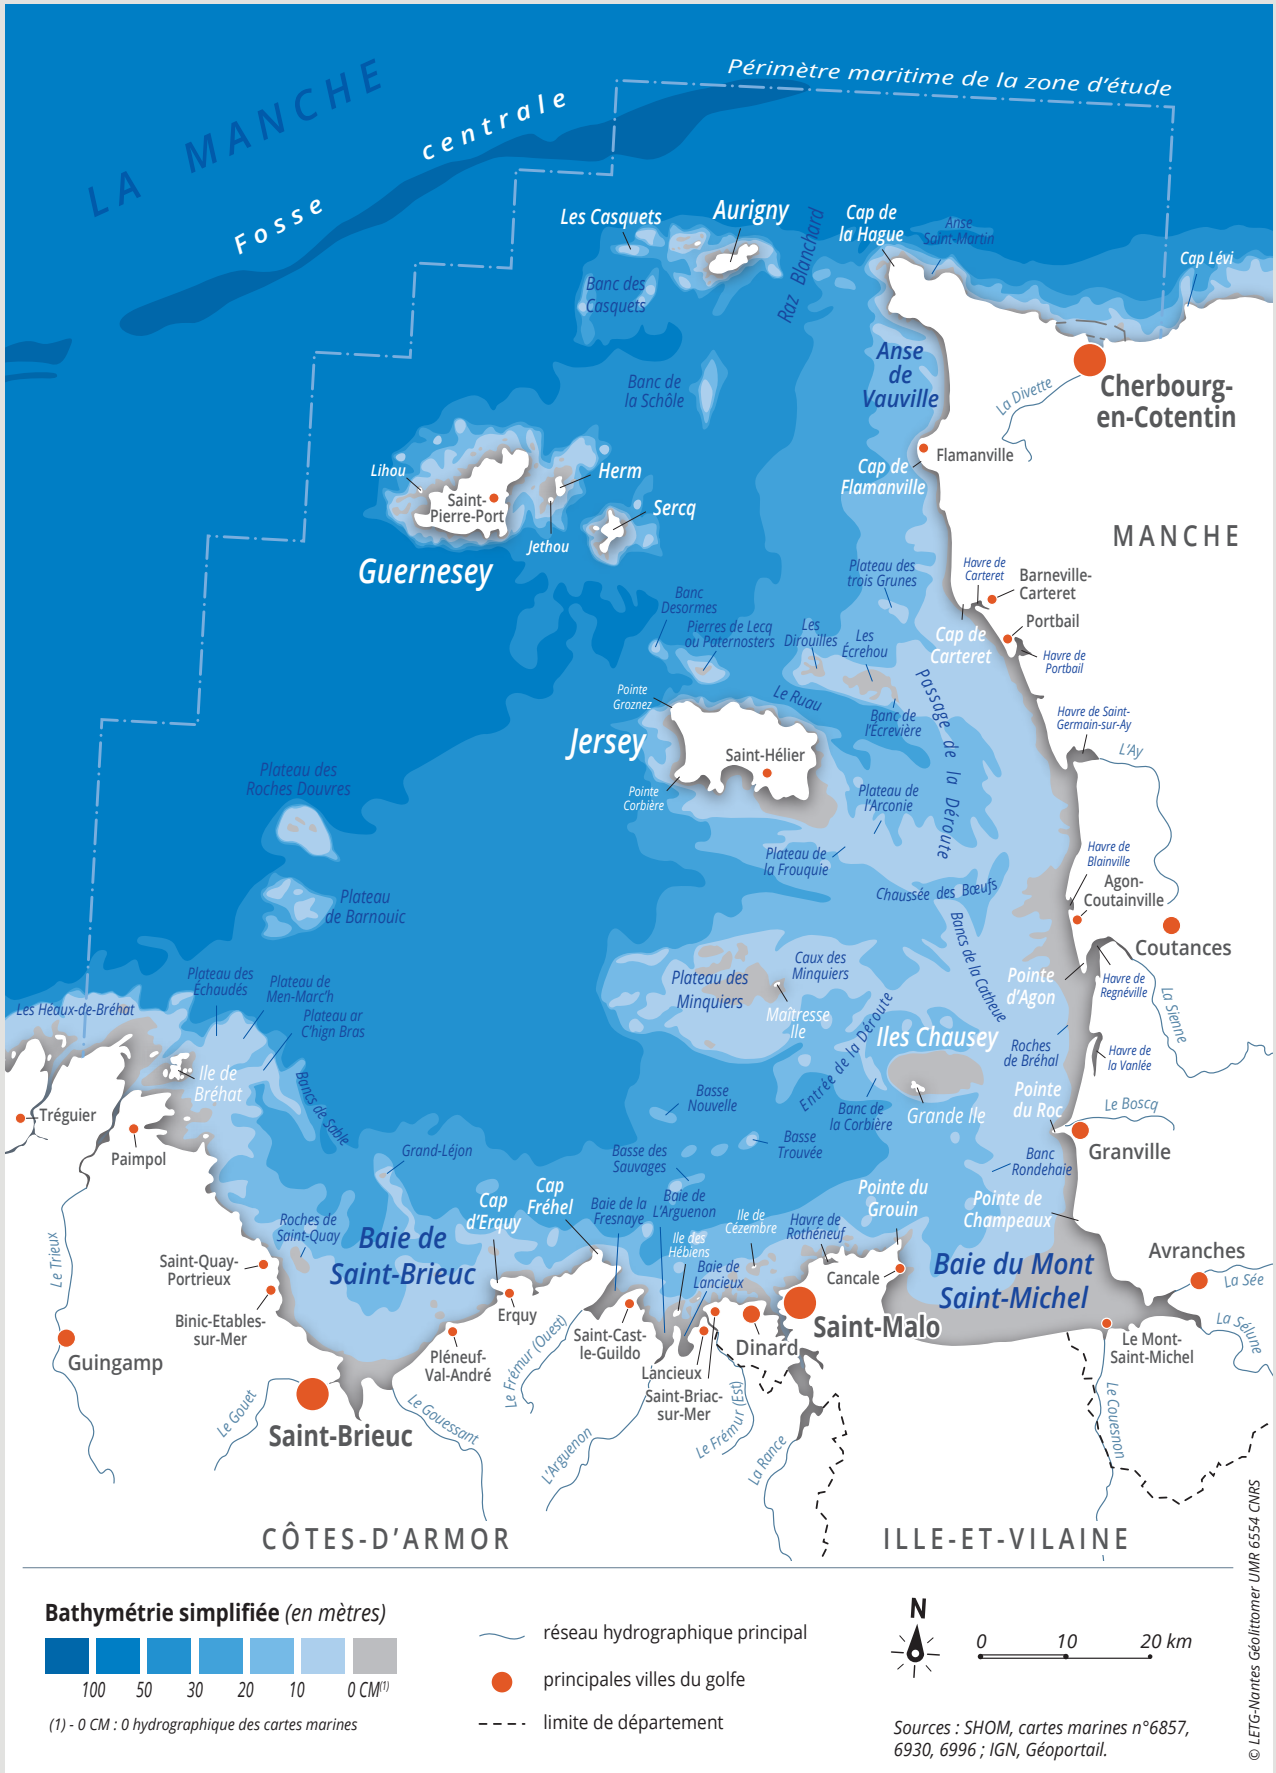 Périmètre maritime de la zone d'étude
LA MANCHE
Fosse centrale
Les Casquets
Aurigny
Cap de
la Hague
Anse
Saint-Martin
Cap Lévi
Banc des
Casquets
Raz Blanchard
Anse
de
Vauville
Banc de
la Schôle
La Divette
Cherbourg-
en-Cotentin
Flamanville
Cap de
Flamanville
Lihou
Herm
Saint-
Pierre-Port
Sercq
Jethou
Guernesey
MANCHE
Plateau des
trois Grunes
Havre de
Carteret
Barneville-
Carteret
Banc
Desormes
Pierres de Lecq
ou Paternosters
Les
Dirouilles
Les
Écrehou
Cap de
Carteret
Portbail
Havre de
Portbail
Pointe
Groznez
Le Ruau
Banc de
l'Écrevière
Passage de la Déroute
Havre de Saint-
Germain-sur-Ay
L'Ay
Jersey
Saint-Hélier
Pointe
Corbière
Plateau des
Roches Douvres
Plateau de
l'Arconie
Plateau de
la Frouquie
Havre de
Blainville
Agon-
Coutainville
Chaussée des Bœufs
Plateau
de Barnouic
Coutances
Bancs de la Catheue
Plateau des
Minquiers
Caux des
Minquiers
Maîtresse
Ile
Pointe
d'Agon
Havre de
Regnéville
La Sienne
Plateau des
Échaudés
Plateau de
Men-Marc'h
Plateau ar
C'hign Bras
Les Héaux-de-Bréhat
Entrée de la Déroute
Iles Chausey
Roches
de Bréhal
Havre de
la Vanlée
Ile de
Bréhat
Bancs de Sable
Basse
Nouvelle
Banc de
la Corbière
Grande Ile
Pointe
du Roc
Le Boscq
Granville
Tréguier
Paimpol
Grand-Léjon
Basse des
Sauvages
Basse
Trouvée
Banc
Rondehaie
Cap
d'Erquy
Cap
Fréhel
Baie de la
Fresnaye
Baie de
L'Arguenon
Ile de
Cézembre
Havre de
Rothéneuf
Pointe du
Grouin
Pointe de
Champeaux
Roches de
Saint-Quay
Baie de
Saint-Brieuc
Ile des
Hébiens
Baie de
Lancieux
Cancale
Baie du Mont
Saint-Michel
Avranches
La Sée
La Sélune
Le Trieux
Saint-Quay-
Portrieux
Binic-Etables-
sur-Mer
Erquy
Saint-Malo
Guingamp
Pléneuf-
Val-André
Le Frémur (Ouest)
Saint-Cast-
le-Guildo
Dinard
Le Mont-
Saint-Michel
Lancieux
Saint-Briac-
sur-Mer
Le Gouet
Saint-Brieuc
Le Gouessant
L'Arguenon
Le Frémur (Est)
La Rance
Le Couesnon
CÔTES-D'ARMOR
ILLE-ET-VILAINE
Bathymétrie simplifiée (en mètres)
100 50 30 20 10 0 CM(1)
(1) - 0 CM : 0 hydrographique des cartes marines
réseau hydrographique principal
principales villes du golfe
limite de département
N
0 10 20 km
Sources : SHOM, cartes marines n°6857,
6930, 6996 ; IGN, Géoportail.
© LETG-Nantes Géolittomer UMR 6554 CNRS